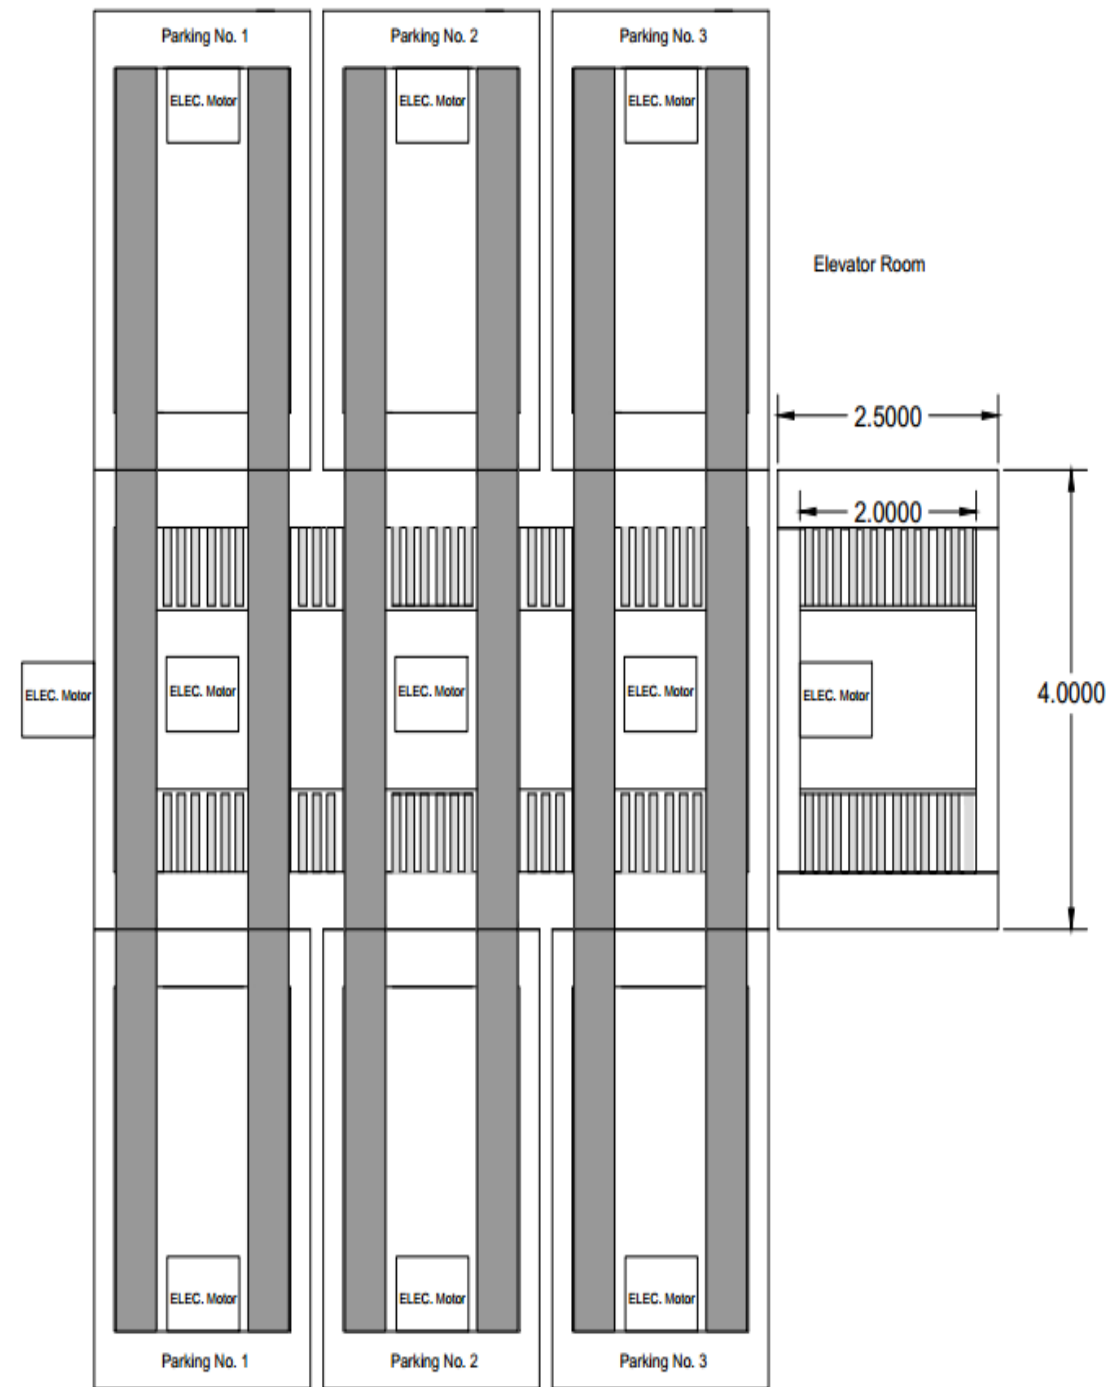 Parking No. 1
Parking No. 2
Parking No. 3
ELEC. Motor
ELEC. Motor
ELEC. Motor
Elevator Room
2.5000
2.0000
ELEC. Motor
ELEC. Motor
ELEC. Motor
ELEC. Motor
ELEC. Motor
4.0000
ELEC. Motor
ELEC. Motor
ELEC. Motor
Parking No. 1
Parking No. 2
Parking No. 3